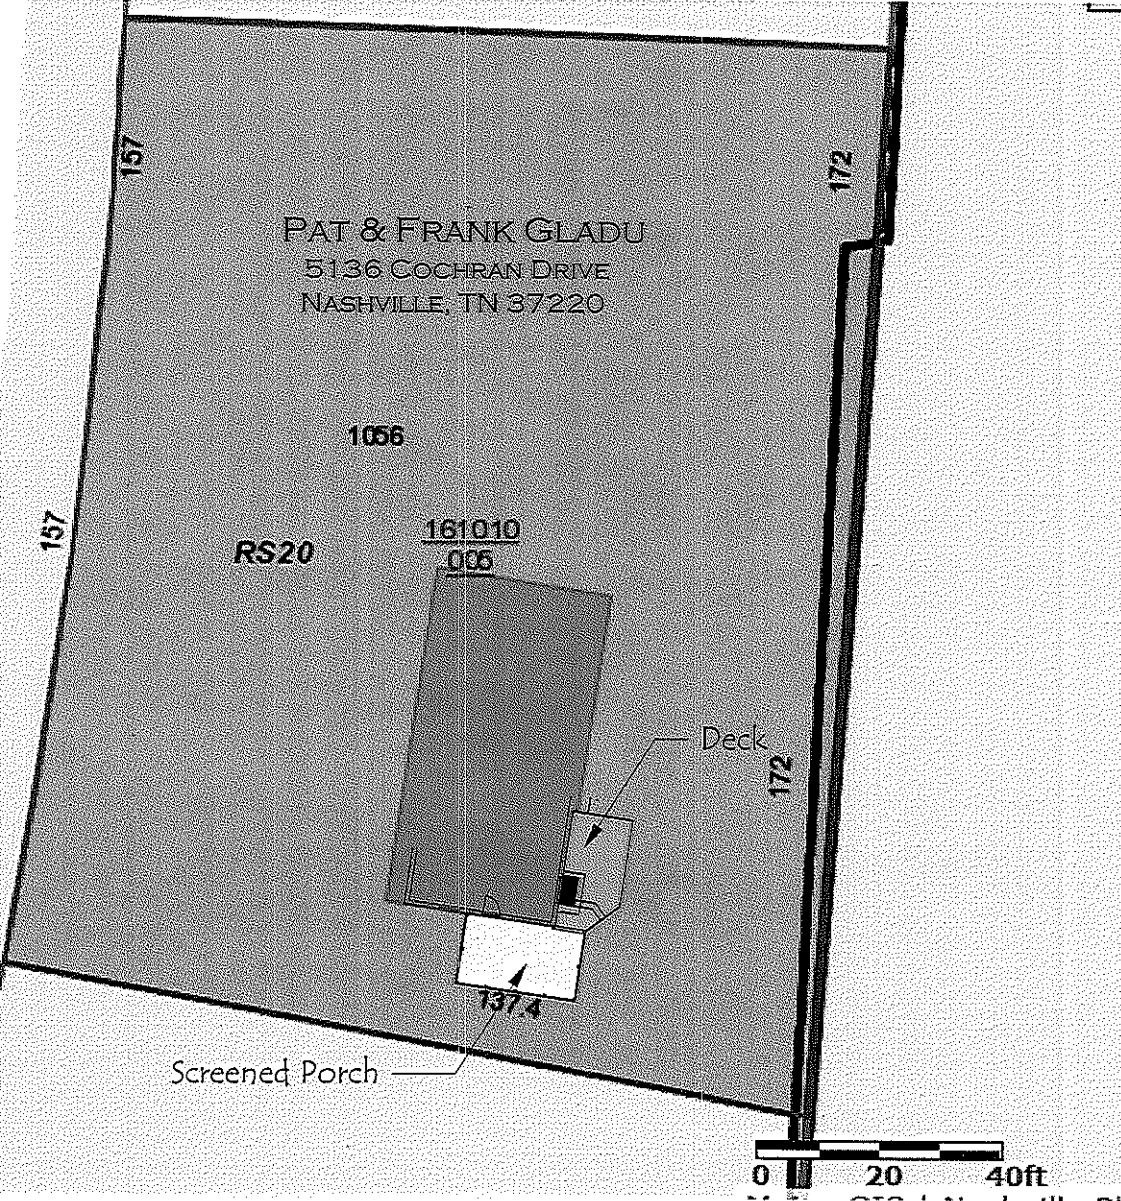 157
172
PAT & FRANK GLADU
5136 COCHRAN DRIVE
NASHVILLE, TN 37220
1056
157
RS20
161010
005
Deck
172
137.4
Screened Porch
0 20 40ft